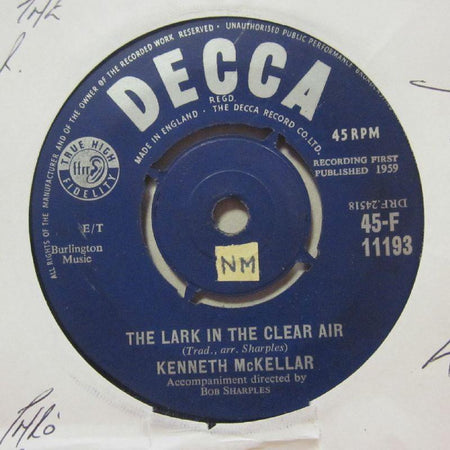 THE
ALL RIGHTS OF THE MANUFACTURER AND OF THE OWNER OF THE RECORDED WORK RESERVED · UNAUTHORISED PUBLIC PERFORMANCE
DECCA
REGD.
MADE IN ENGLAND. THE DECCA RECORD CO. LTD.
45 RPM
TRUE HIGH
ffrr
FIDELITY
RECORDING FIRST
PUBLISHED 1959
DRF.24518
E/T
45-F
11193
Burlington
Music
NM
THE LARK IN THE CLEAR AIR
(Trad., arr. Sharples)
KENNETH McKELLAR
Accompaniment directed by
BOB SHARPLES